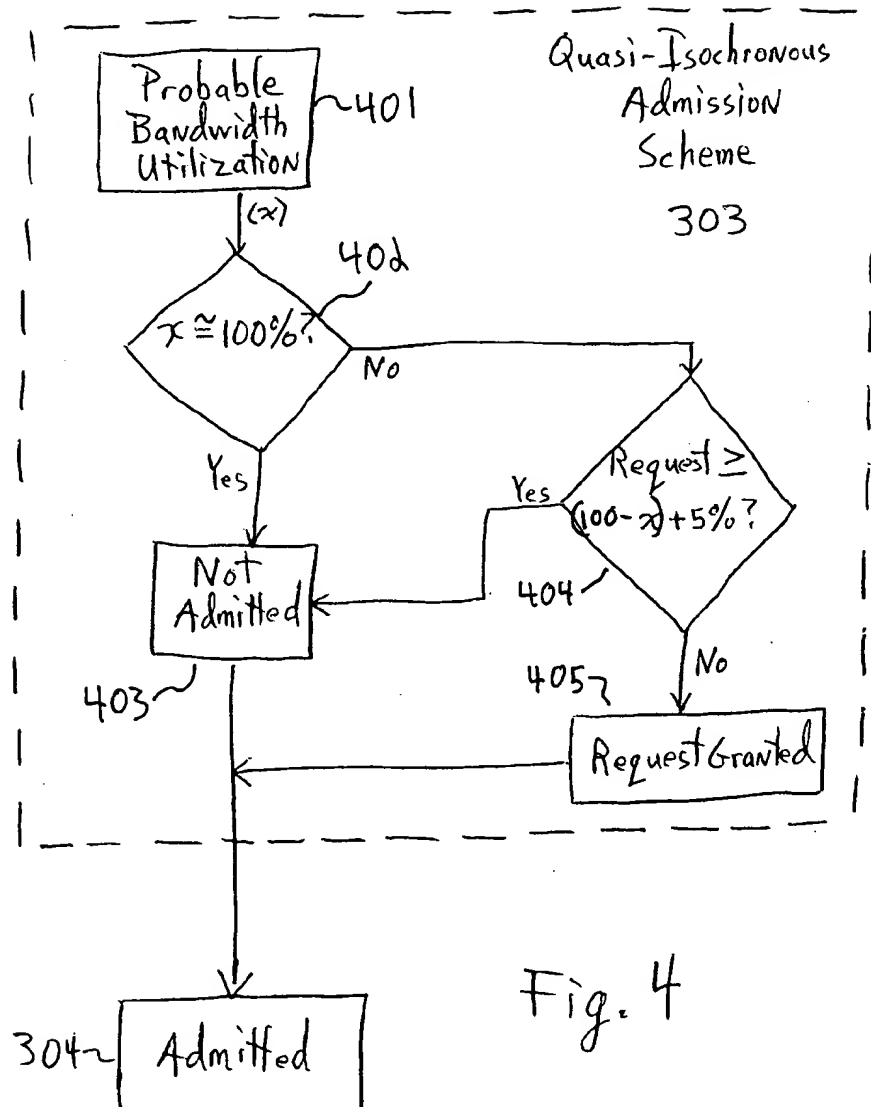 Probable
Bandwidth
Utilization
401
Quasi-Isochronous
Admission
Scheme
303
(x)
402
x ≅ 100%?
No
Yes
Request ≥
(100-x)+5%?
Yes
404
Not
Admitted
403
No
405
Request Granted
304
Admitted
Fig. 4